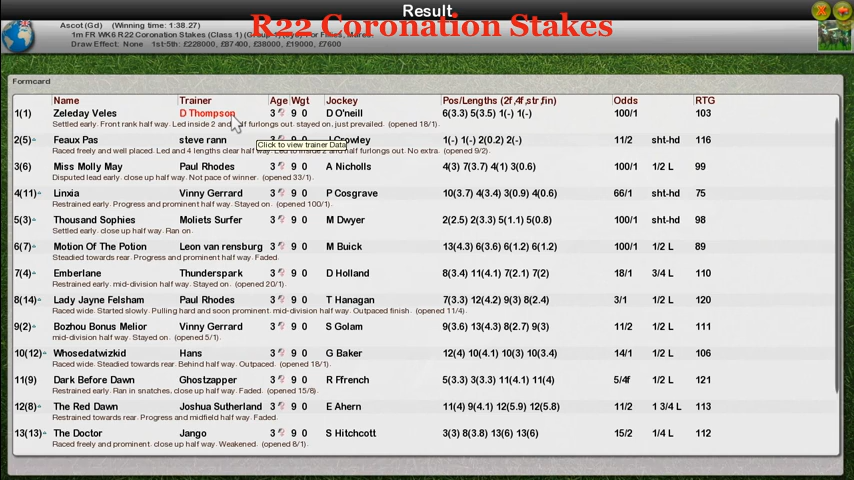 Result
R22 Coronation Stakes
Ascot(Gd) (Winning time: 1:38.27)
1m FR WK6 R22 Coronation Stakes (Class 1) (Group 1)
Draw Effect. None 1st-5th: £228000, £87400, £38000, £19000, £7600
Formcard
Name Trainer Age Wgt Jockey Pos/Lengths (2f,4f,str,fin) Odds RTG
1(1) Zeleday Veles D Thompson 3 9 0 D O'neill 6(3.3) 5(3.5) 1(-) 1(-) 100/1 103
Settled early. Front rank half way. Led inside 2 and half furlongs out. stayed on, just prevailed. (opened 18/1)
Click to view trainer Data
2(5) Feaux Pas steve rann 3 9 0 Crowley 1(-) 1(-) 2(0.2) 2(-) 11/2 sht-hd 116
Raced freely and well placed. Led and 4 lengths clear half way. Led to inside 2 and half furlongs out. No extra. (opened 9/2)
3(6) Miss Molly May Paul Rhodes 3 9 0 A Nicholls 4(3) 7(3.7) 4(1) 3(0.6) 100/1 1/2 L 99
Disputed lead early. close up half way. Not pace of winner. (opened 33/1)
4(11) Linxia Vinny Gerrard 3 9 0 P Cosgrave 10(3.7) 4(3.4) 3(0.9) 4(0.6) 66/1 sht-hd 75
Restrained early. Progress and prominent half way. Stayed on. (opened 100/1)
5(3) Thousand Sophies Moliets Surfer 3 9 0 M Dwyer 2(2.5) 2(3.3) 5(1.1) 5(0.8) 100/1 sht-hd 98
Settled early. close up half way. Ran on.
6(7) Motion Of The Potion Leon van rensburg 3 9 0 M Buick 13(4.3) 6(3.6) 6(1.2) 6(1.2) 100/1 1/2 L 89
Steadied towards rear. Progress and prominent half way. Faded.
7(4) Emberlane Thunderspark 3 9 0 D Holland 8(3.4) 11(4.1) 7(2.1) 7(2) 18/1 3/4 L 110
Restrained early. mid-division half way. Stayed on. (opened 20/1)
8(14) Lady Jayne Felsham Paul Rhodes 3 9 0 T Hanagan 7(3.3) 12(4.2) 9(3) 8(2.4) 3/1 1/2 L 120
Raced wide. Started slowly. Pulling hard and soon prominent. mid-division half way. Outpaced finish. (opened 11/4)
9(2) Bozhou Bonus Melior Vinny Gerrard 3 9 0 S Golam 9(3.6) 13(4.3) 8(2.7) 9(3) 11/2 1/2 L 111
mid-division half way. Stayed on. (opened 5/1)
10(12) Whosedatwizkid Hans 3 9 0 G Baker 12(4) 10(4.1) 10(3) 10(3.4) 14/1 1/2 L 106
Raced wide. Steadied towards rear. Behind half way. Outpaced. (opened 18/1)
11(9) Dark Before Dawn Ghostzapper 3 9 0 R Ffrench 5(3.3) 3(3.3) 11(4.1) 11(4) 5/4f 1/2 L 121
Restrained early. Ran in snatches, close up half way. Faded. (opened 15/8)
12(8) The Red Dawn Joshua Sutherland 3 9 0 E Ahern 11(4) 9(4.1) 12(5.9) 12(5.8) 11/2 1 3/4 L 113
Restrained towards rear. Progress and midfield half way. Faded.
13(13) The Doctor Jango 3 9 0 S Hitchcott 3(3) 8(3.8) 13(6) 13(6) 15/2 1/4 L 112
Raced freely and prominent. close up half way. Weakened. (opened 8/1)